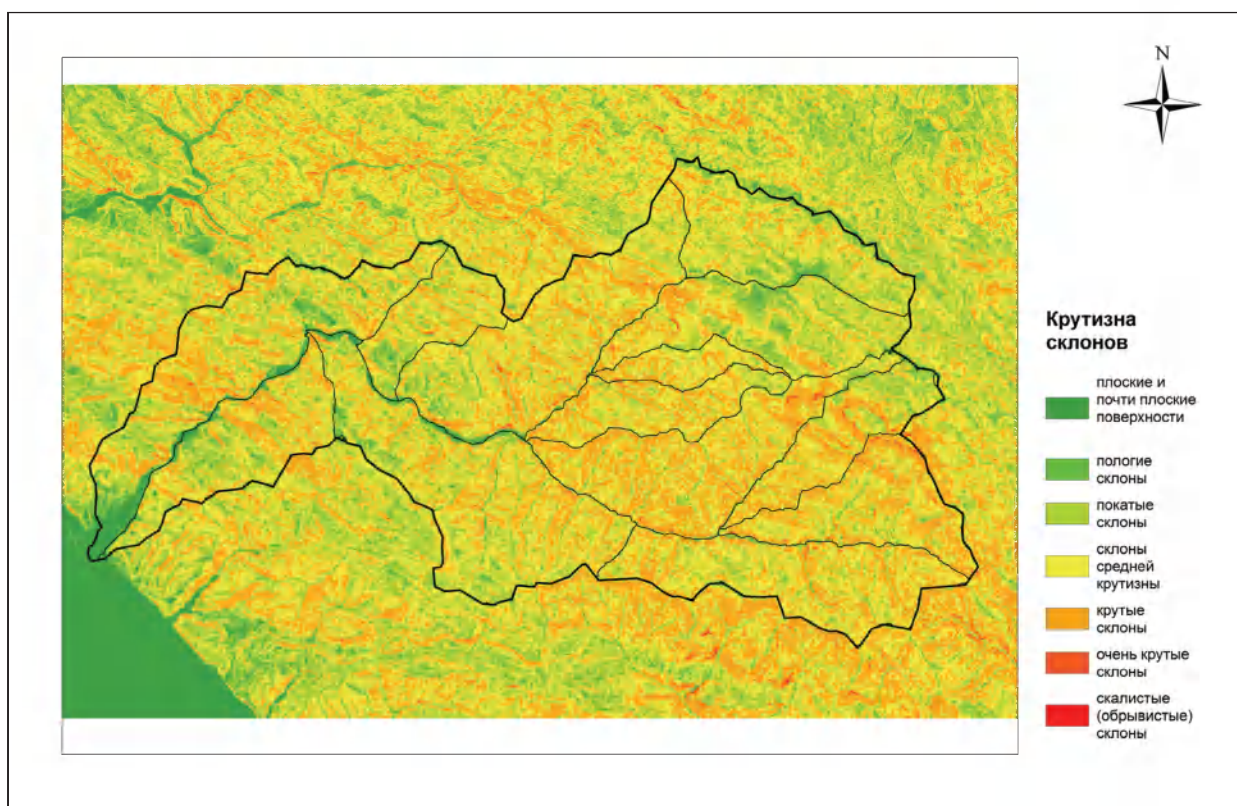 N
Крутизна
склонов
плоские и
почти плоские
поверхности
пологие
склоны
покатые
склоны
склоны
средней
крутизны
крутые
склоны
очень крутые
склоны
скалистые
(обрывистые)
склоны